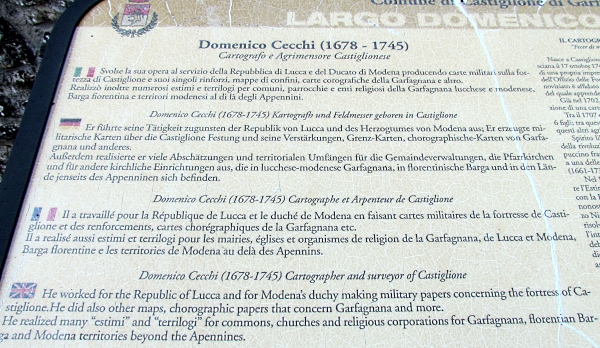 Comune di Castiglione di Gar
LARGO DOMENICO
Domenico Cecchi (1678 - 1745)
Cartografo e Agrimensore Castiglionese
Svolse la sua opera al servizio della Repubblica di Lucca e del Ducato di Modena producendo carte militari sulla for-
tezza di Castiglione e suoi singoli rinforzi, mappe di confini, carte corografiche della Garfagnana e altro.
Realizzò inoltre numerosi estimi e terrilogi per comuni, parrocchie e enti religiosi della Garfagnana lucchese e modenese,
Barga fiorentina e territori modenesi al di là degli Appennini.
Domenico Cecchi (1678-1745) Kartografh und Feldmesser geboren in Castiglione
Er führte seine Tätigkeit zugunsten der Republik von Lucca und des Herzogumes von Modena aus; Er erzeugte mi-
litarische Karten über die Castiglione Festung und seine Verstärkungen, Grenz-Karten, chorographische-Karten von Garfa-
gnana und anderes.
Außerdem realisierte er viele Abschätzungen und territorialen Umfängen für die Gemeindeverwaltungen, die Pfarrkichen
und für andere kirchliche Einrichtungen aus, die in lucchese-modenese Garfagnana, in florentinische Barga und in den Län-
de jenseits des Appenninen sich befinden.
Domenico Cecchi (1678-1745) Cartographe et Arpenteur de Castiglione
Il a travaillé pour la République de Lucca et le duché de Modena en faisant cartes militaires de la fortresse de Casti-
glione et des renforcements, cartes chorégraphiques de la Garfagnana etc.
Il a realisé aussi estimi et terrilogi pour les mairies, églises et organismes de religion de la Garfagnana, de Lucca et Modena,
Barga florentine e les territories de Modena au delà des Apennins.
Domenico Cecchi (1678-1745) Cartographer and surveyor of Castiglione
He worked for the Republic of Lucca and for Modena's duchy making military papers concerning the fortress of Ca-
stiglione.He did also other maps, chorographic papers that concern Garfagnana and more.
He realized many "estimi" and "terrilogi" for commons, churches and religious corporations for Garfagnana, florentian Bar-
ga and Modena territories beyond the Apennines.
IL CARTOGRA